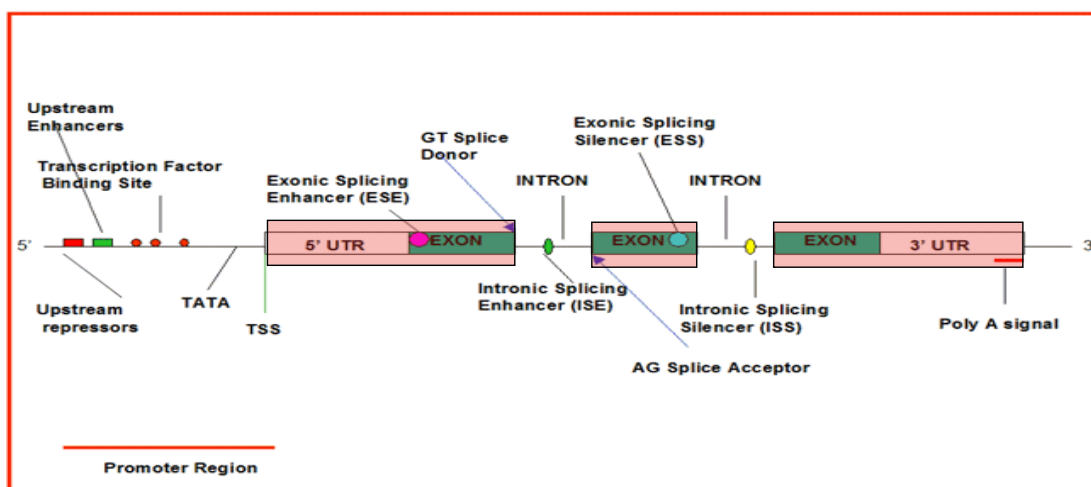 Upstream
Enhancers
Transcription Factor
Binding Site
Exonic Splicing
Enhancer (ESE)
GT Splice
Donor
INTRON
Exonic Splicing
Silencer (ESS)
INTRON
5'
5' UTR
EXON
EXON
EXON
3' UTR
3'
Upstream
repressors
TATA
TSS
Intronic Splicing
Enhancer (ISE)
AG Splice Acceptor
Intronic Splicing
Silencer (ISS)
Poly A signal
Promoter Region